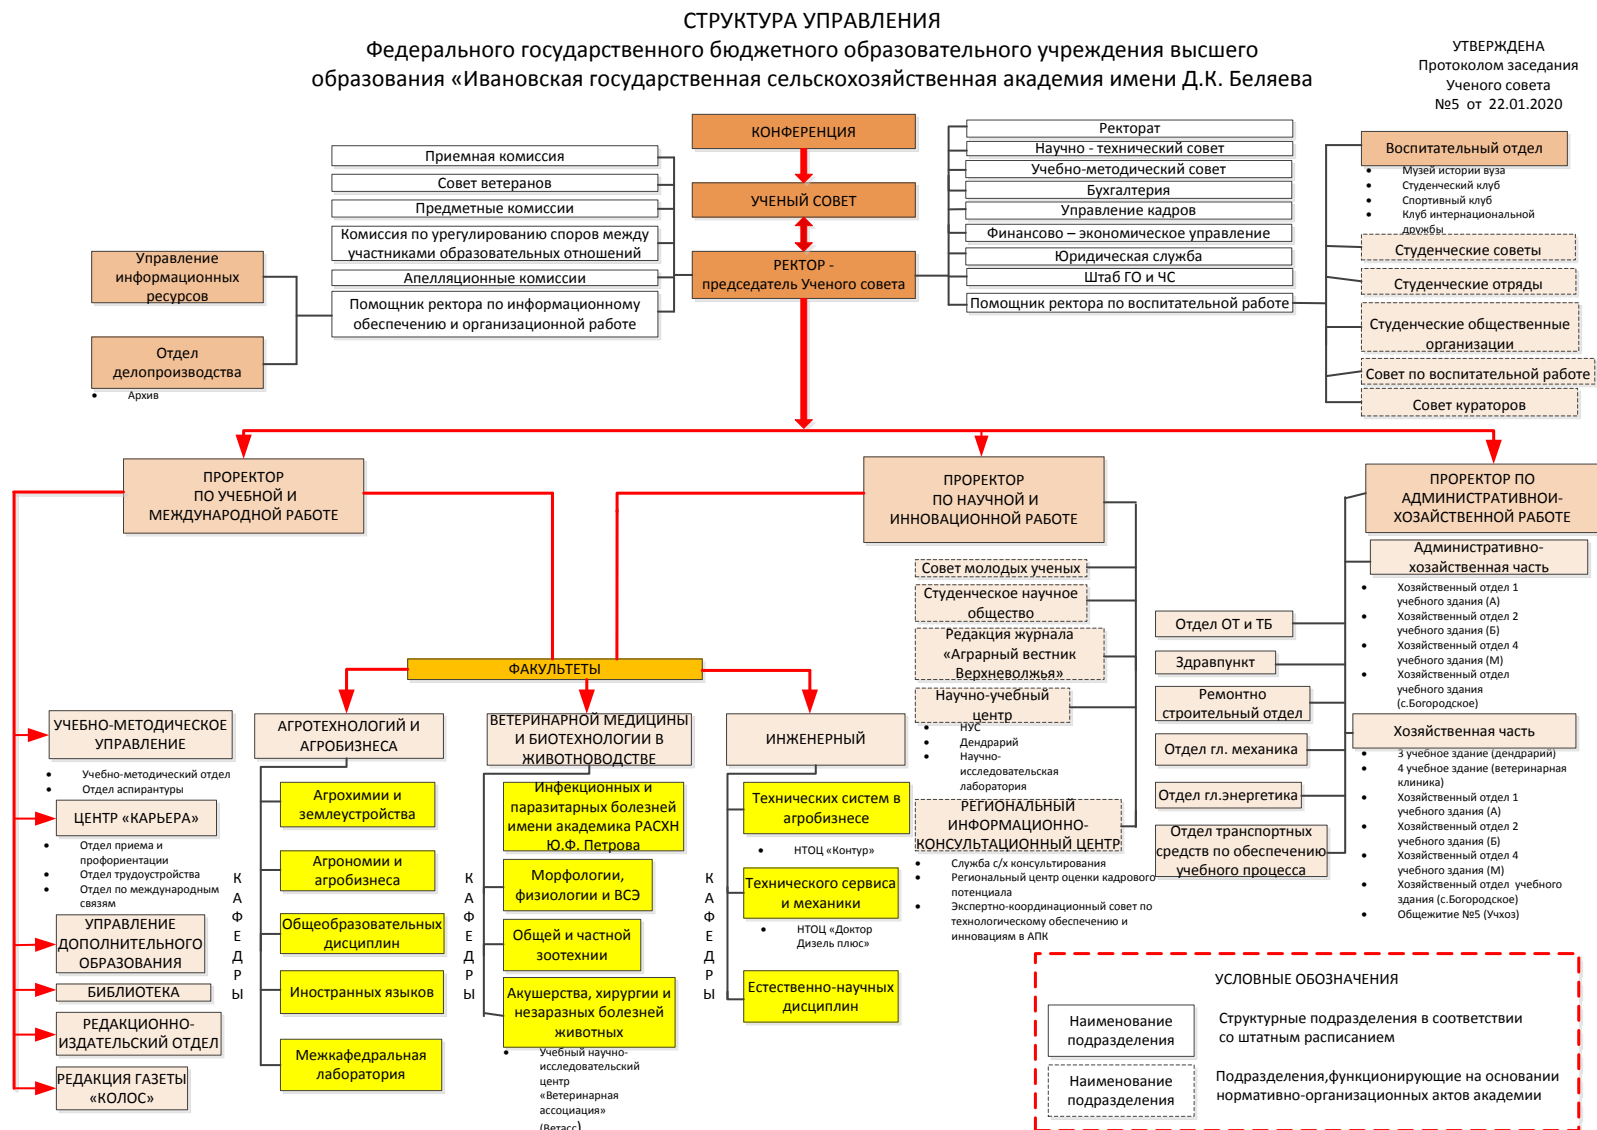 СТРУКТУРА УПРАВЛЕНИЯ
Федерального государственного бюджетного образовательного учреждения высшего
образования «Ивановская государственная сельскохозяйственная академия имени Д.К. Беляева
УТВЕРЖДЕНА
Протоколом заседания
Ученого совета
№5 от 22.01.2020
КОНФЕРЕНЦИЯ
УЧЕНЫЙ СОВЕТ
РЕКТОР -
председатель Ученого совета
Приемная комиссия
Совет ветеранов
Предметные комиссии
Комиссия по урегулированию споров между
участниками образовательных отношений
Апелляционные комиссии
Помощник ректора по информационному
обеспечению и организационной работе
Управление
информационных
ресурсов
Отдел
делопроизводства
• Архив
Ректорат
Научно - технический совет
Учебно-методический совет
Бухгалтерия
Управление кадров
Финансово – экономическое управление
Юридическая служба
Штаб ГО и ЧС
Помощник ректора по воспитательной работе
Воспитательный отдел
• Музей истории вуза
• Студенческий клуб
• Спортивный клуб
• Клуб интернациональной
дружбы
Студенческие советы
Студенческие отряды
Студенческие общественные
организации
Совет по воспитательной работе
Совет кураторов
ПРОРЕКТОР
ПО УЧЕБНОЙ И
МЕЖДУНАРОДНОЙ РАБОТЕ
ПРОРЕКТОР
ПО НАУЧНОЙ И
ИННОВАЦИОННОЙ РАБОТЕ
ПРОРЕКТОР ПО
АДМИНИСТРАТИВНОИ-
ХОЗАЙСТВЕННОЙ РАБОТЕ
УЧЕБНО-МЕТОДИЧЕСКОЕ
УПРАВЛЕНИЕ
• Учебно-методический отдел
• Отдел аспирантуры
ЦЕНТР «КАРЬЕРА»
• Отдел приема и
профориентации
• Отдел трудоустройства
• Отдел по международным
связям
УПРАВЛЕНИЕ
ДОПОЛНИТЕЛЬНОГО
ОБРАЗОВАНИЯ
БИБЛИОТЕКА
РЕДАКЦИОННО-
ИЗДАТЕЛЬСКИЙ ОТДЕЛ
РЕДАКЦИЯ ГАЗЕТЫ
«КОЛОС»
ФАКУЛЬТЕТЫ
АГРОТЕХНОЛОГИЙ И
АГРОБИЗНЕСА
КАФЕДРЫ
Агрохимии и
землеустройства
Агрономии и
агробизнеса
Общеобразовательных
дисциплин
Иностранных языков
Межкафедральная
лаборатория
ВЕТЕРИНАРНОЙ МЕДИЦИНЫ
И БИОТЕХНОЛОГИИ В
ЖИВОТНОВОДСТВЕ
КАФЕДРЫ
Инфекционных и
паразитарных болезней
имени академика РАСХН
Ю.Ф. Петрова
Морфологии,
физиологии и ВСЭ
Общей и частной
зоотехнии
Акушерства, хирургии и
незаразных болезней
животных
• Учебный научно-
исследовательский
центр
«Ветеринарная
ассоциация»
(Ветасс)
ИНЖЕНЕРНЫЙ
КАФЕДРЫ
Технических систем в
агробизнесе
• НТОЦ «Контур»
Технического сервиса
и механики
• НТОЦ «Доктор
Дизель плюс»
Естественно-научных
дисциплин
Совет молодых ученых
Студенческое научное
общество
Редакция журнала
«Аграрный вестник
Верхневолжья»
Научно-учебный
центр
• НУС
• Дендрарий
• Научно-
исследовательская
лаборатория
РЕГИОНАЛЬНЫЙ
ИНФОРМАЦИОННО-
КОНСУЛЬТАЦИОННЫЙ ЦЕНТР
• Служба с/х консультирования
• Региональный центр оценки кадрового
потенциала
• Экспертно-координационный совет по
технологическому обеспечению и
инновациям в АПК
Отдел ОТ и ТБ
Здравпункт
Ремонтно
строительный отдел
Отдел гл. механика
Отдел гл.энергетика
Отдел транспортных
средств по обеспечению
учебного процесса
Административно-
хозайственная часть
• Хозяйственный отдел 1
учебного здания (А)
• Хозяйственный отдел 2
учебного здания (Б)
• Хозяйственный отдел 4
учебного здания (М)
• Хозяйственный отдел
учебного здания
(с.Богородское)
Хозяйственная часть
• 3 учебное здание (дендрарий)
• 4 учебное здание (ветеринарная
клиника)
• Хозяйственный отдел 1
учебного здания (А)
• Хозяйственный отдел 2
учебного здания (Б)
• Хозяйственный отдел 4
учебного здания (М)
• Хозяйственный отдел учебного
здания (с.Богородское)
• Общежитие №5 (Учхоз)
УСЛОВНЫЕ ОБОЗНАЧЕНИЯ
Наименование
подразделения
Структурные подразделения в соответствии
со штатным расписанием
Наименование
подразделения
Подразделения,функционирующие на основании
нормативно-организационных актов академии